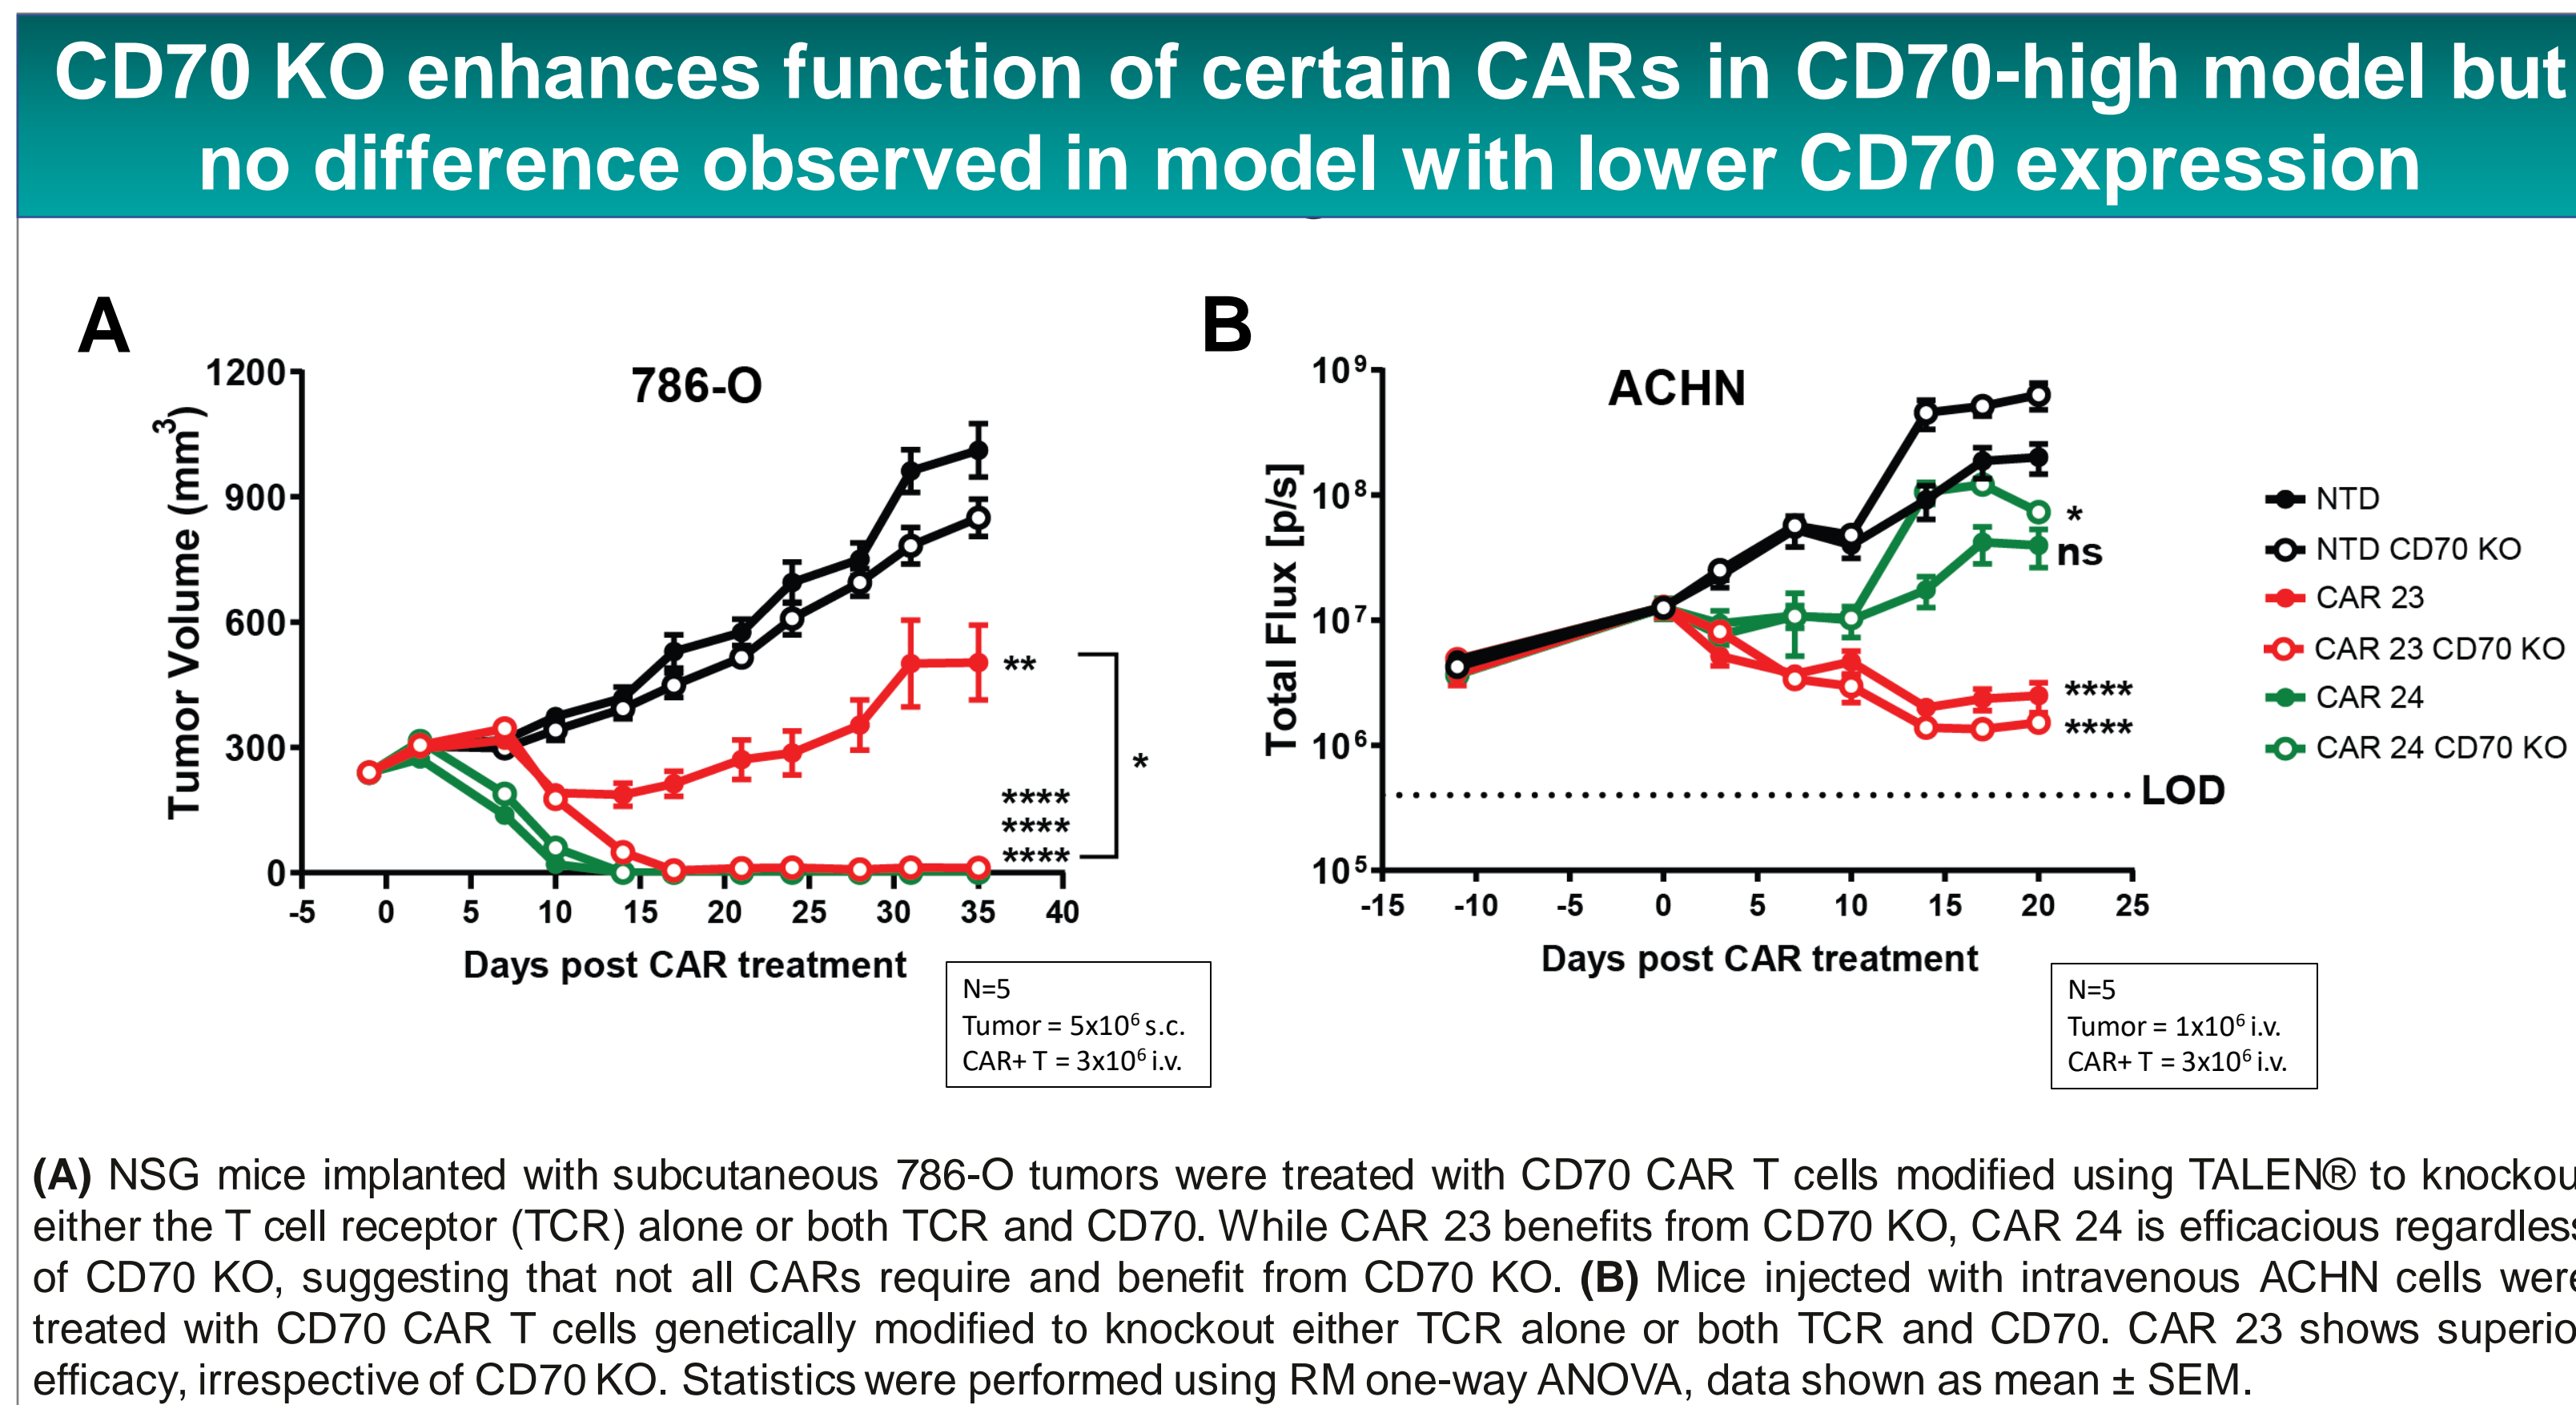 CD70 KO enhances function of certain CARs in CD70-high model but
no difference observed in model with lower CD70 expression
A
786-O
Tumor Volume (mm³)
1200
900
600
300
0
-5 0 5 10 15 20 25 30 35 40
Days post CAR treatment
**
****
****
****
*
N=5
Tumor = 5x10⁶ s.c.
CAR+ T = 3x10⁶ i.v.
B
ACHN
Total Flux [p/s]
10⁹
10⁸
10⁷
10⁶
10⁵
-15 -10 -5 0 5 10 15 20 25
Days post CAR treatment
*
ns
****
****
LOD
NTD
NTD CD70 KO
CAR 23
CAR 23 CD70 KO
CAR 24
CAR 24 CD70 KO
N=5
Tumor = 1x10⁶ i.v.
CAR+ T = 3x10⁶ i.v.
(A) NSG mice implanted with subcutaneous 786-O tumors were treated with CD70 CAR T cells modified using TALEN® to knockou
either the T cell receptor (TCR) alone or both TCR and CD70. While CAR 23 benefits from CD70 KO, CAR 24 is efficacious regardless
of CD70 KO, suggesting that not all CARs require and benefit from CD70 KO. (B) Mice injected with intravenous ACHN cells were
treated with CD70 CAR T cells genetically modified to knockout either TCR alone or both TCR and CD70. CAR 23 shows superio
efficacy, irrespective of CD70 KO. Statistics were performed using RM one-way ANOVA, data shown as mean ± SEM.